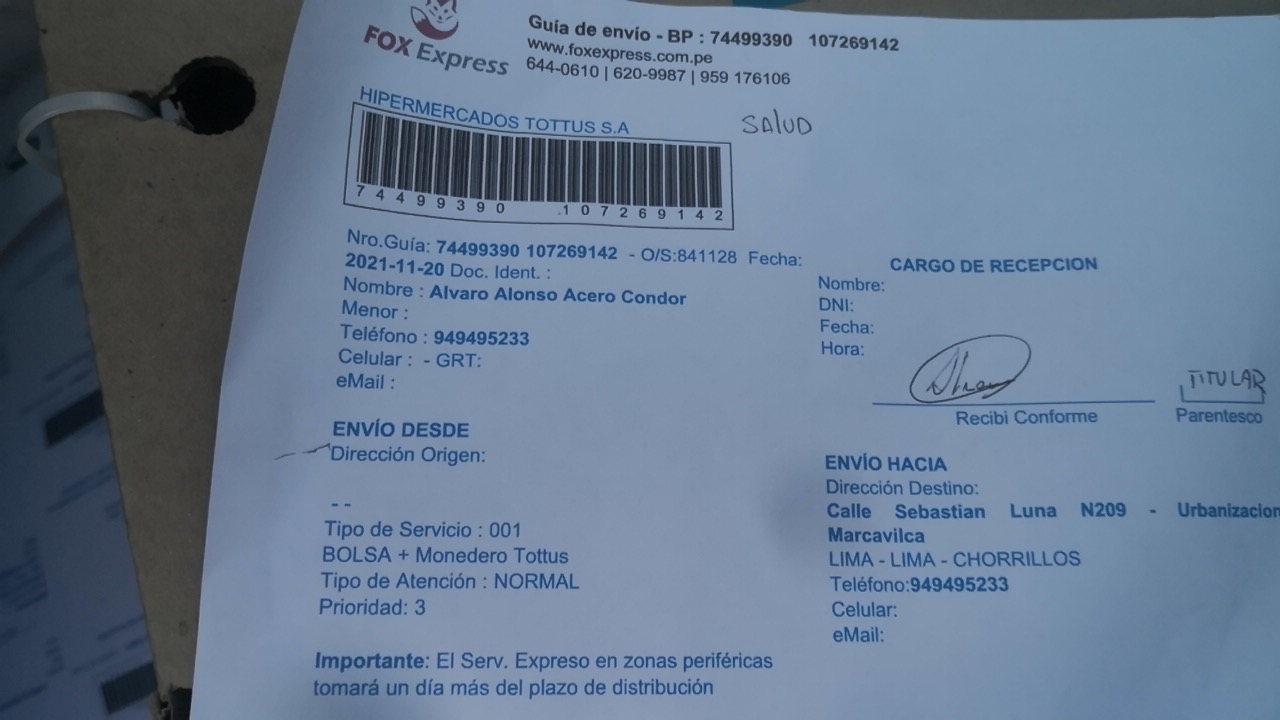 FOX Express
Guía de envío - BP : 74499390 107269142
www.foxexpress.com.pe
644-0610 | 620-9987 | 959 176106
HIPERMERCADOS TOTTUS S.A
SALUD
74499390 107269142
Nro.Guía: 74499390 107269142 - O/S:841128 Fecha:
2021-11-20 Doc. Ident. :
Nombre : Alvaro Alonso Acero Condor
Menor :
Teléfono : 949495233
Celular : - GRT:
eMail :
CARGO DE RECEPCION
Nombre:
DNI:
Fecha:
Hora:
TITULAR
Recibi Conforme
Parentesco
ENVÍO DESDE
Dirección Origen:
- -
Tipo de Servicio : 001
BOLSA + Monedero Tottus
Tipo de Atención : NORMAL
Prioridad: 3
ENVÍO HACIA
Dirección Destino:
Calle Sebastian Luna N209 - Urbanizacion
Marcavilca
LIMA - LIMA - CHORRILLOS
Teléfono:949495233
Celular:
eMail:
Importante: El Serv. Expreso en zonas periféricas
tomará un día más del plazo de distribución